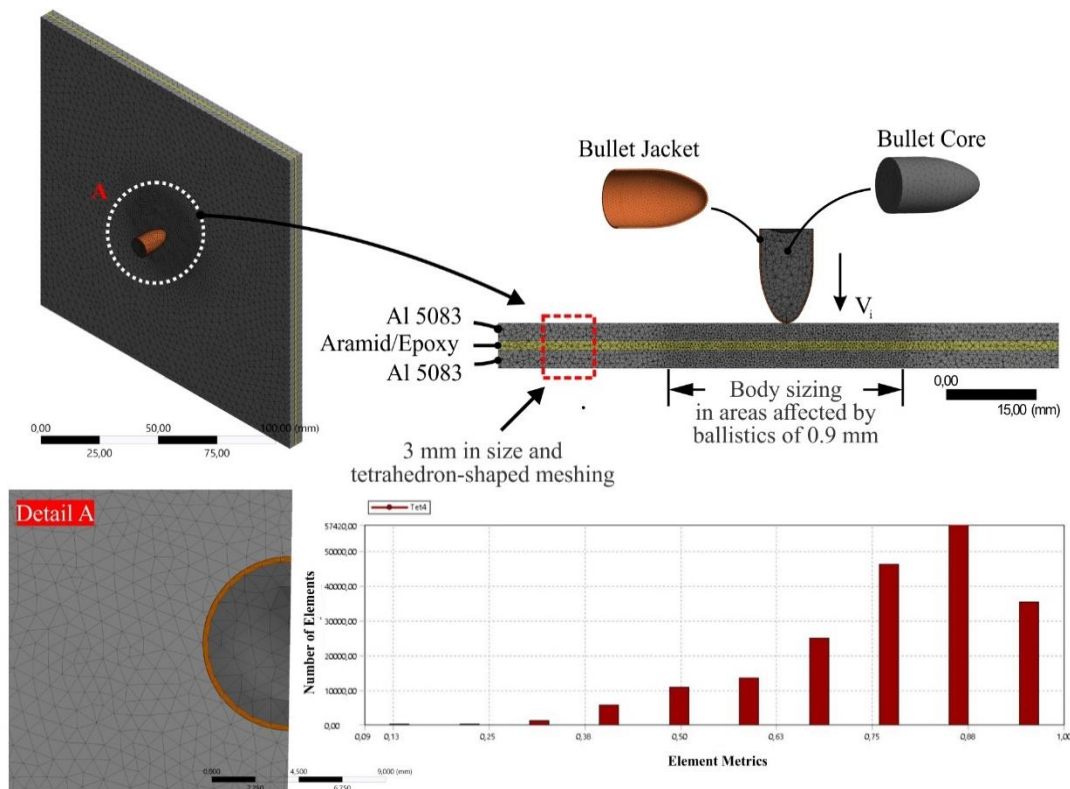 A
0,00
50,00
100,00 (mm)
25,00
75,00
Bullet Jacket
Bullet Core
V_i
Al 5083
Aramid/Epoxy
Al 5083
Body sizing
in areas affected by
ballistics of 0.9 mm
0,00
15,00 (mm)
3 mm in size and
tetrahedron-shaped meshing
Detail A
0,000
4,500
9,000 (mm)
2,250
6,750
Tet4
57420,00
50000,00
40000,00
30000,00
20000,00
10000,00
0,00
Number of Elements
0,09
0,13
0,25
0,38
0,50
0,63
0,75
0,88
1,00
Element Metrics